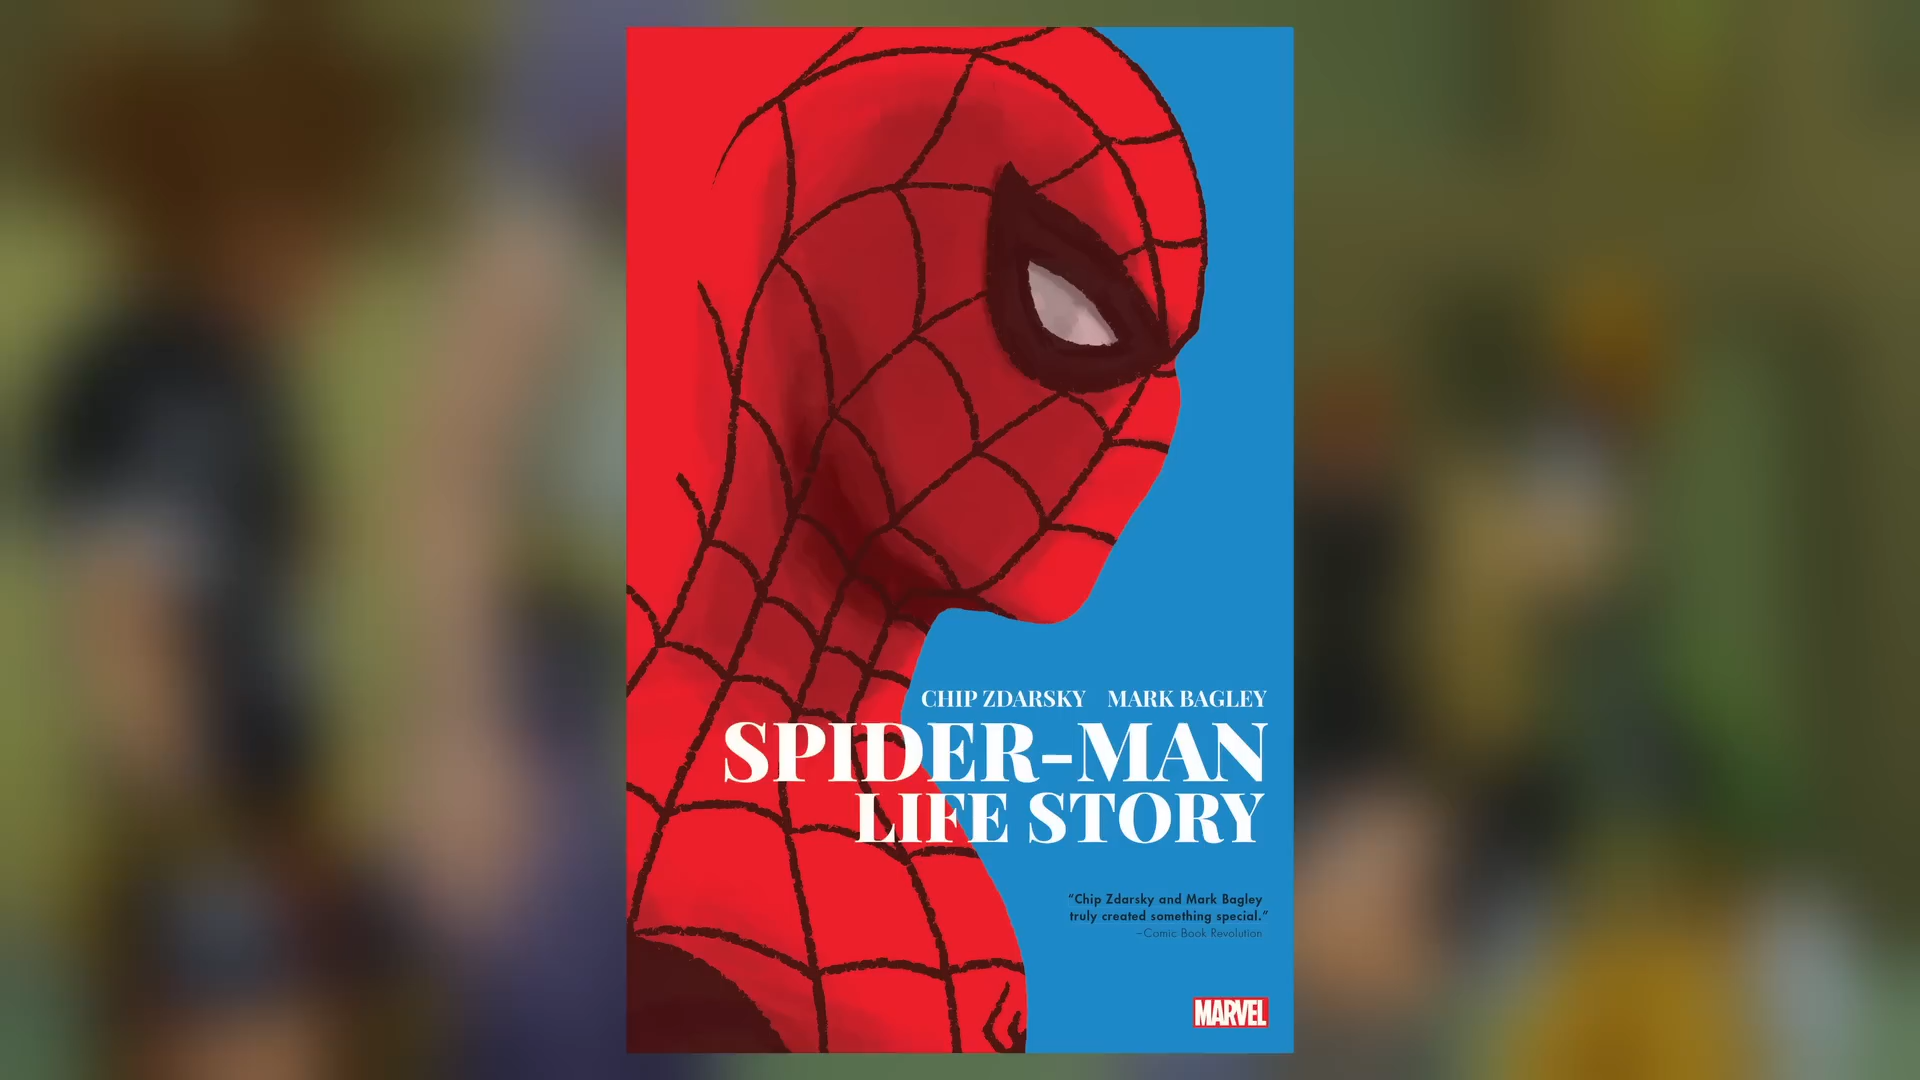 CHIP ZDARSKY MARK BAGLEY
SPIDER-MAN
LIFE STORY
“Chip Zdarsky and Mark Bagley
truly created something special.”
–Comic Book Revolution
MARVEL